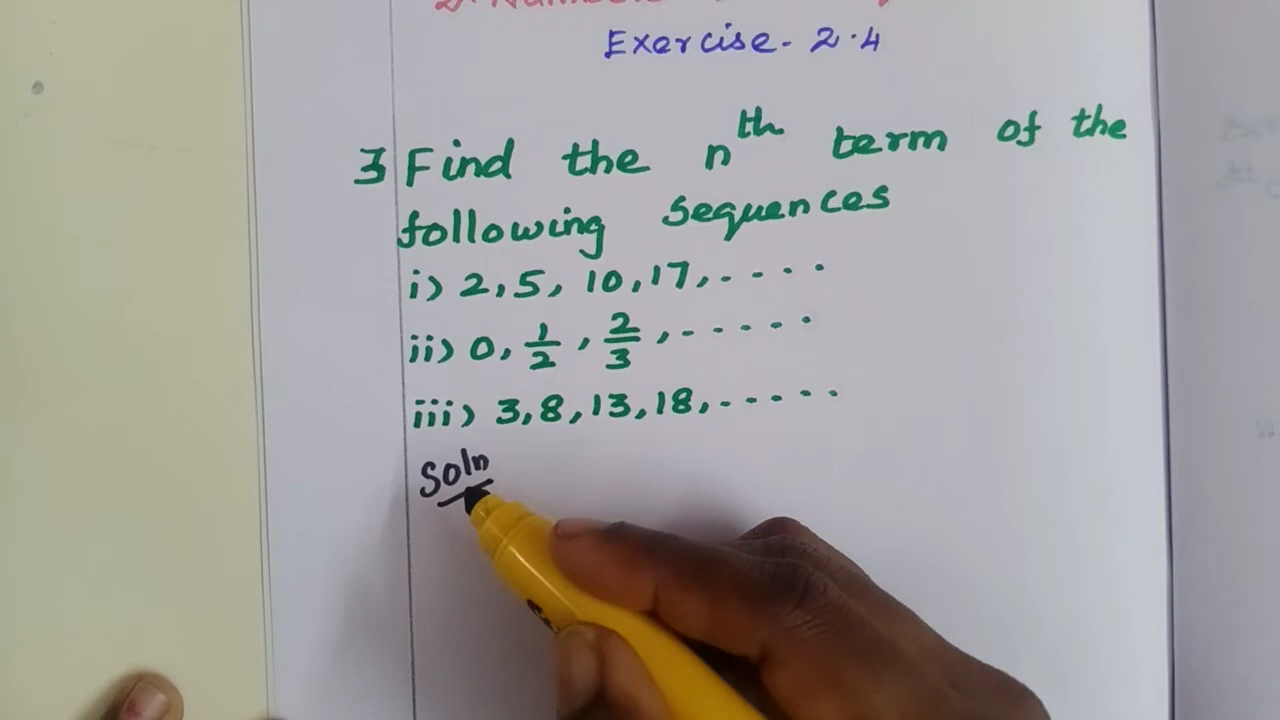 Exercise - 2.4
3 Find the nth term of the
following sequences
i) 2, 5, 10, 17, . . . .
ii) 0, 1/2, 2/3, . . . . .
iii) 3, 8, 13, 18, . . . . .
Soln